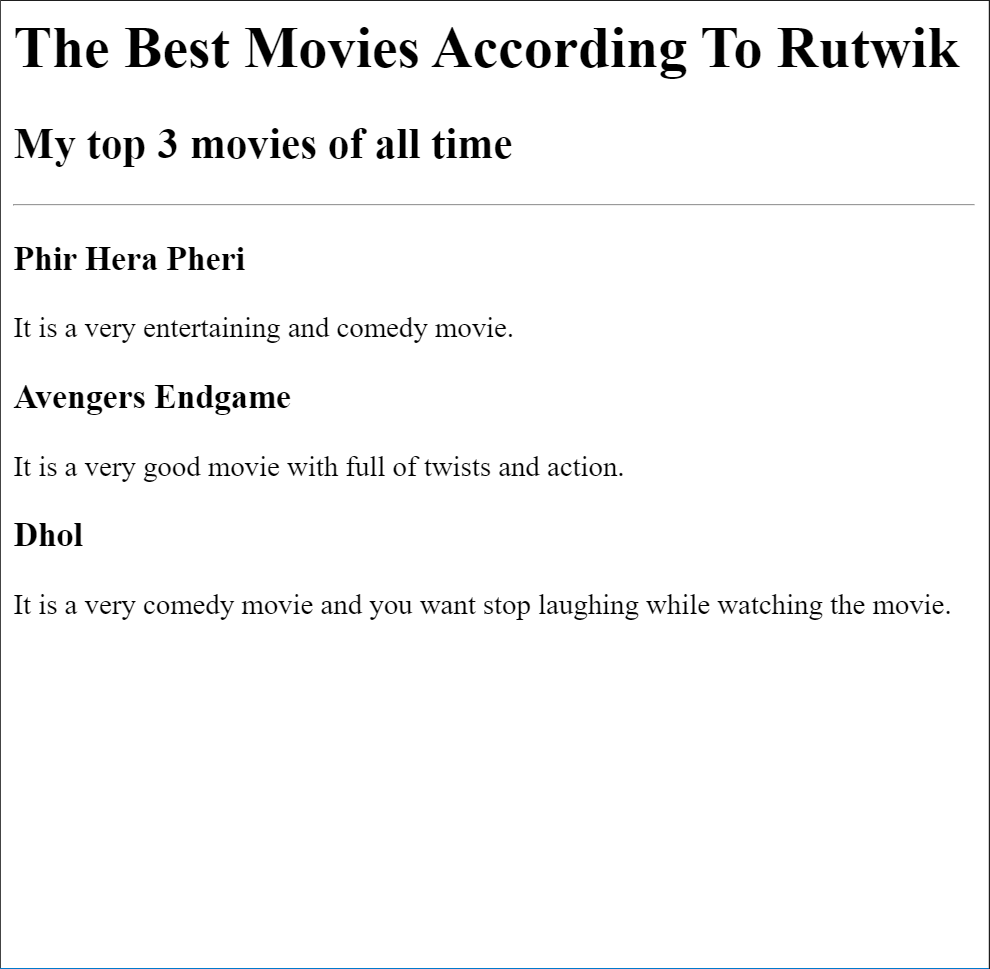 The Best Movies According To Rutwik
My top 3 movies of all time
Phir Hera Pheri
It is a very entertaining and comedy movie.
Avengers Endgame
It is a very good movie with full of twists and action.
Dhol
It is a very comedy movie and you want stop laughing while watching the movie.